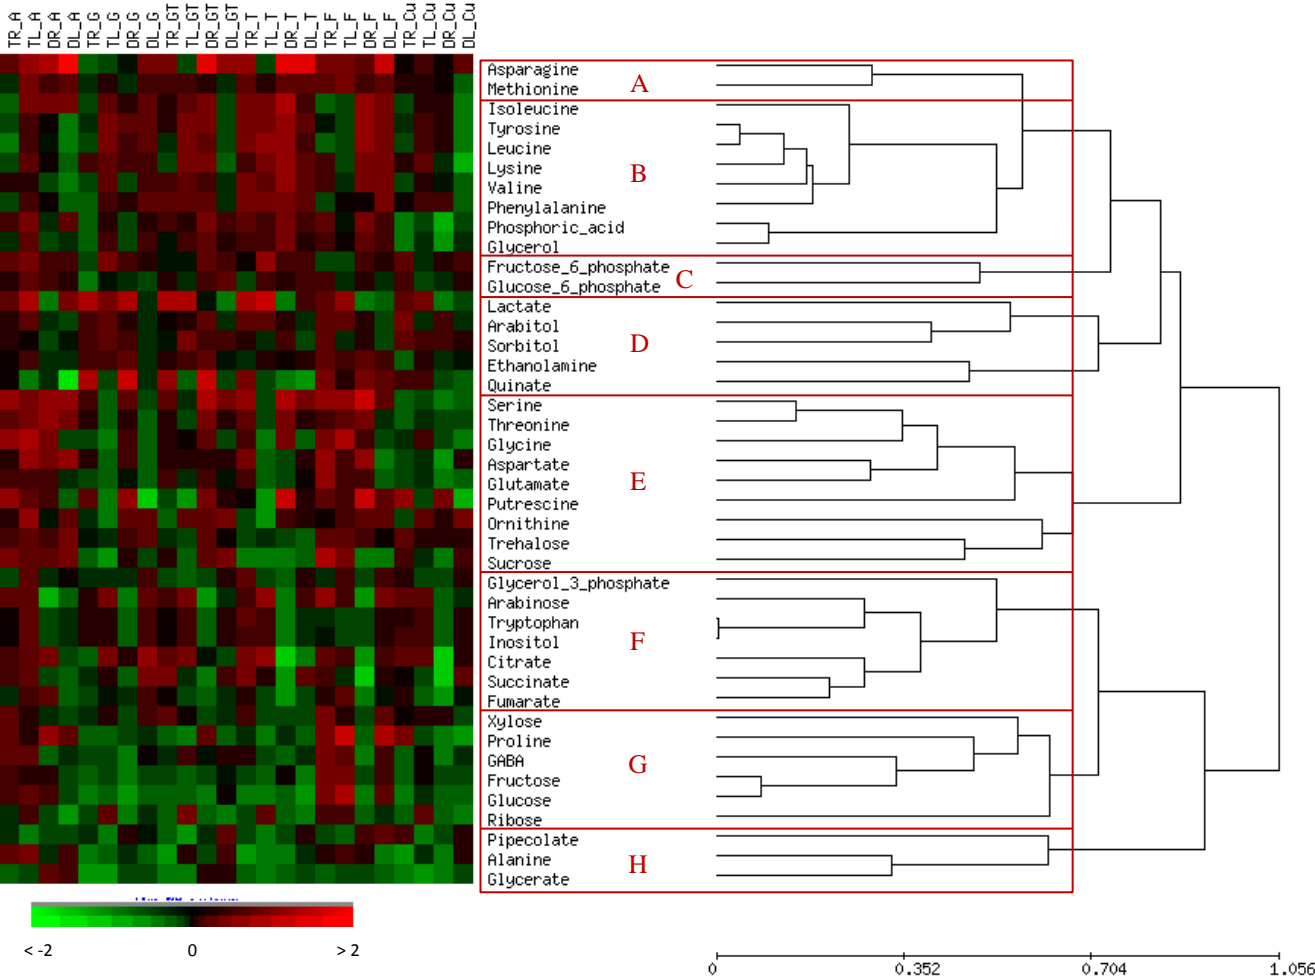 TR_A TL_A DR_A DL_A TR_G TL_G DR_G DL_G TR_GT TL_GT DR_GT DL_GT TR_T TL_T DR_T DL_T TR_F TL_F DR_F DL_F TR_Cu TL_Cu DR_Cu DL_Cu
Asparagine
A
Methionine
Isoleucine
Tyrosine
Leucine
Lysine
B
Valine
Phenylalanine
Phosphoric_acid
Glycerol
Fructose_6_phosphate
C
Glucose_6_phosphate
Lactate
Arabitol
D
Sorbitol
Ethanolamine
Quinate
Serine
Threonine
Glycine
Aspartate
E
Glutamate
Putrescine
Ornithine
Trehalose
Sucrose
Glycerol_3_phosphate
Arabinose
Tryptophan
F
Inositol
Citrate
Succinate
Fumarate
Xylose
Proline
GABA
G
Fructose
Glucose
Ribose
Pipecolate
Alanine
H
Glycerate
< -2 0 > 2
0 0.352 0.704 1.056